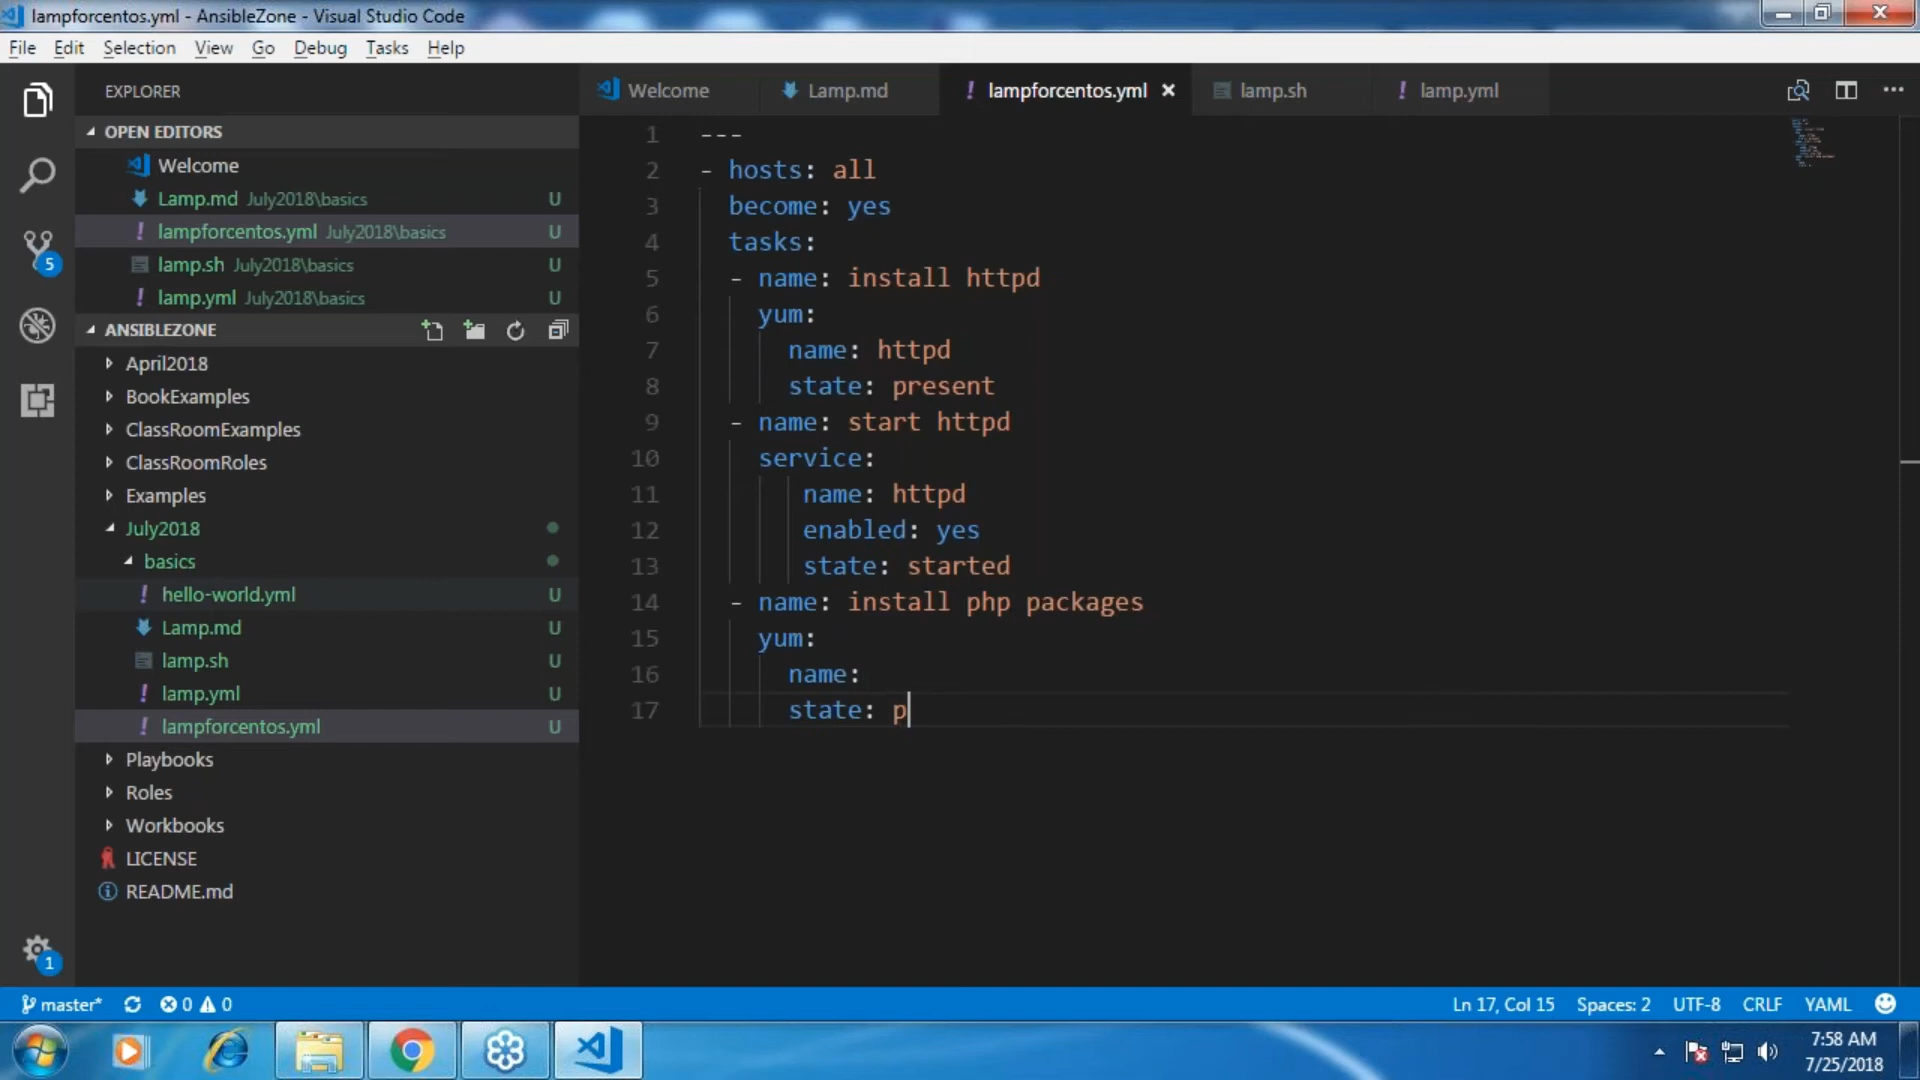 lampforcentos.yml - AnsibleZone - Visual Studio Code
File Edit Selection View Go Debug Tasks Help
EXPLORER
Welcome Lamp.md ! lampforcentos.yml × lamp.sh ! lamp.yml
OPEN EDITORS
Welcome
Lamp.md July2018\basics U
! lampforcentos.yml July2018\basics U
lamp.sh July2018\basics U
! lamp.yml July2018\basics U
ANSIBLEZONE
April2018
BookExamples
ClassRoomExamples
ClassRoomRoles
Examples
July2018
basics
! hello-world.yml U
Lamp.md U
lamp.sh U
! lamp.yml U
! lampforcentos.yml U
Playbooks
Roles
Workbooks
LICENSE
README.md
5
1
1 ---
2 - hosts: all
3 become: yes
4 tasks:
5 - name: install httpd
6 yum:
7 name: httpd
8 state: present
9 - name: start httpd
10 service:
11 name: httpd
12 enabled: yes
13 state: started
14 - name: install php packages
15 yum:
16 name:
17 state: p
master* 0 0 Ln 17, Col 15 Spaces: 2 UTF-8 CRLF YAML
7:58 AM
7/25/2018